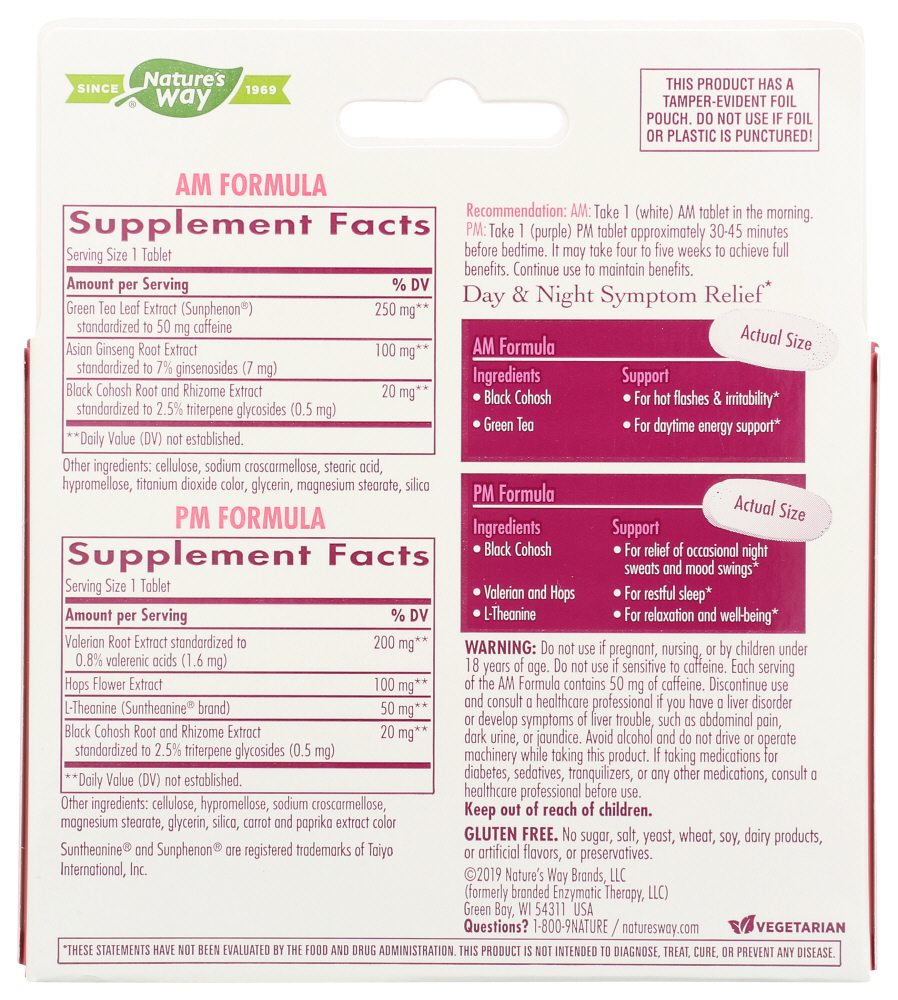 SINCE Nature's Way® 1969
THIS PRODUCT HAS A
TAMPER-EVIDENT FOIL
POUCH. DO NOT USE IF FOIL
OR PLASTIC IS PUNCTURED!
AM FORMULA
Supplement Facts
Serving Size 1 Tablet
Amount per Serving % DV
Green Tea Leaf Extract (Sunphenon®) 250 mg**
standardized to 50 mg caffeine
Asian Ginseng Root Extract 100 mg**
standardized to 7% ginsenosides (7 mg)
Black Cohosh Root and Rhizome Extract 20 mg**
standardized to 2.5% triterpene glycosides (0.5 mg)
**Daily Value (DV) not established.
Other ingredients: cellulose, sodium croscarmellose, stearic acid,
hypromellose, titanium dioxide color, glycerin, magnesium stearate, silica
PM FORMULA
Supplement Facts
Serving Size 1 Tablet
Amount per Serving % DV
Valerian Root Extract standardized to 200 mg**
0.8% valerenic acids (1.6 mg)
Hops Flower Extract 100 mg**
L-Theanine (Suntheanine® brand) 50 mg**
Black Cohosh Root and Rhizome Extract 20 mg**
standardized to 2.5% triterpene glycosides (0.5 mg)
**Daily Value (DV) not established.
Other ingredients: cellulose, hypromellose, sodium croscarmellose,
magnesium stearate, glycerin, silica, carrot and paprika extract color
Suntheanine® and Sunphenon® are registered trademarks of Taiyo
International, Inc.
Recommendation: AM: Take 1 (white) AM tablet in the morning.
PM: Take 1 (purple) PM tablet approximately 30-45 minutes
before bedtime. It may take four to five weeks to achieve full
benefits. Continue use to maintain benefits.
Day & Night Symptom Relief*
Actual Size
AM Formula
Ingredients Support
• Black Cohosh • For hot flashes & irritability*
• Green Tea • For daytime energy support*
PM Formula
Actual Size
Ingredients Support
• Black Cohosh • For relief of occasional night
sweats and mood swings*
• Valerian and Hops • For restful sleep*
• L-Theanine • For relaxation and well-being*
WARNING: Do not use if pregnant, nursing, or by children under
18 years of age. Do not use if sensitive to caffeine. Each serving
of the AM Formula contains 50 mg of caffeine. Discontinue use
and consult a healthcare professional if you have a liver disorder
or develop symptoms of liver trouble, such as abdominal pain,
dark urine, or jaundice. Avoid alcohol and do not drive or operate
machinery while taking this product. If taking medications for
diabetes, sedatives, tranquilizers, or any other medications, consult a
healthcare professional before use.
Keep out of reach of children.
GLUTEN FREE. No sugar, salt, yeast, wheat, soy, dairy products,
or artificial flavors, or preservatives.
©2019 Nature's Way Brands, LLC
(formerly branded Enzymatic Therapy, LLC)
Green Bay, WI 54311 USA
Questions? 1-800-9NATURE / naturesway.com
VEGETARIAN
*THESE STATEMENTS HAVE NOT BEEN EVALUATED BY THE FOOD AND DRUG ADMINISTRATION. THIS PRODUCT IS NOT INTENDED TO DIAGNOSE, TREAT, CURE, OR PREVENT ANY DISEASE.